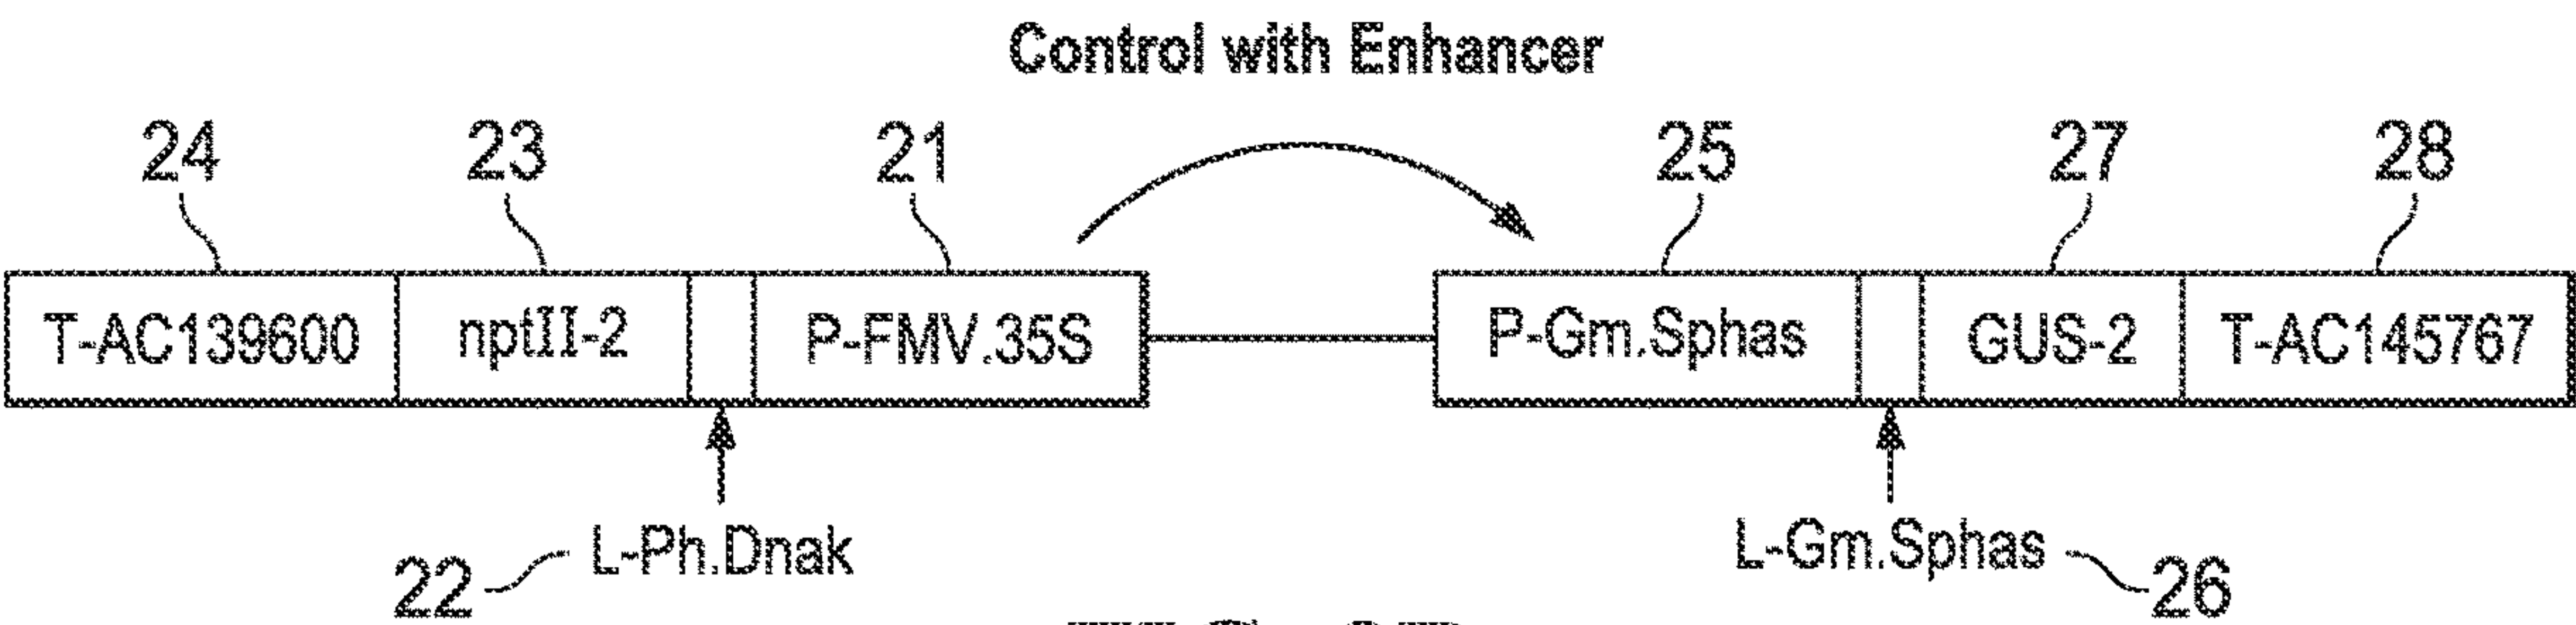 Control with Enhancer
24 23 21 25 27 28
T-AC139600 nptII-2 P-FMV.35S P-Gm.Sphas GUS-2 T-AC145767
22 L-Ph.Dnak L-Gm.Sphas 26